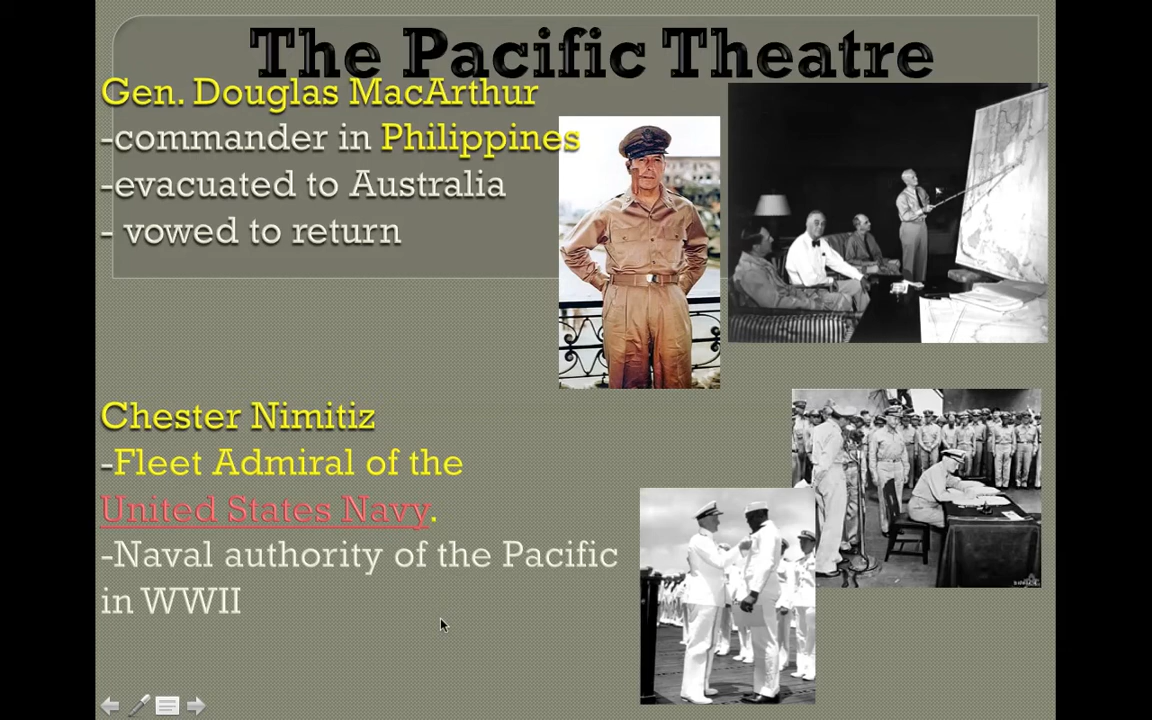 The Pacific Theatre
Gen. Douglas MacArthur
-commander in Philippines
-evacuated to Australia
- vowed to return
Chester Nimitiz
-Fleet Admiral of the
United States Navy.
-Naval authority of the Pacific
in WWII